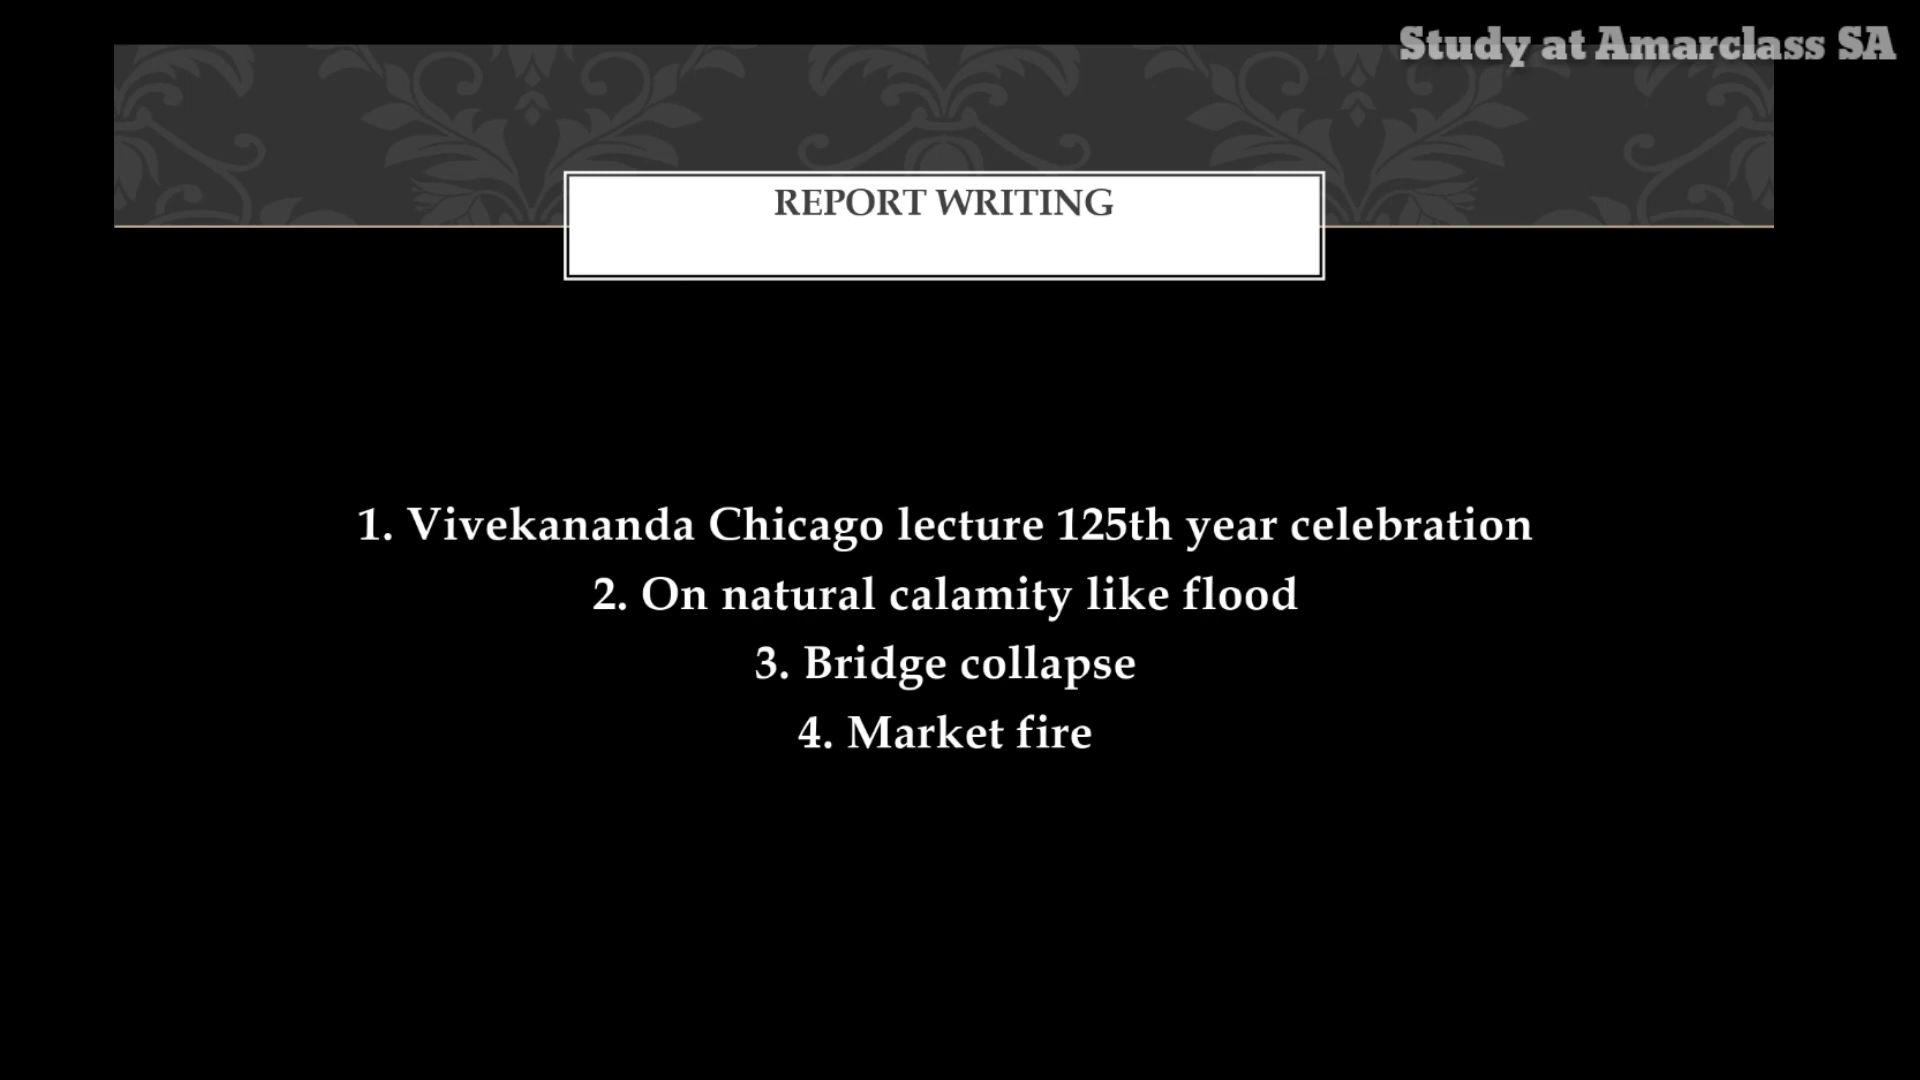 Study at Amarclass SA
REPORT WRITING
1. Vivekananda Chicago lecture 125th year celebration
2. On natural calamity like flood
3. Bridge collapse
4. Market fire